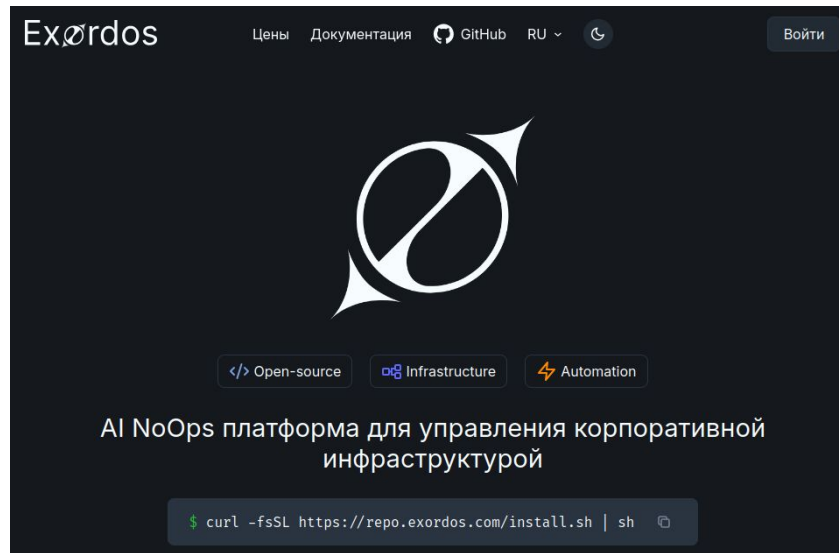 Exørdos
Цены Документация GitHub RU Войти
Open-source Infrastructure Automation
AI NoOps платформа для управления корпоративной
инфраструктурой
$ curl -fsSL https://repo.exordos.com/install.sh | sh